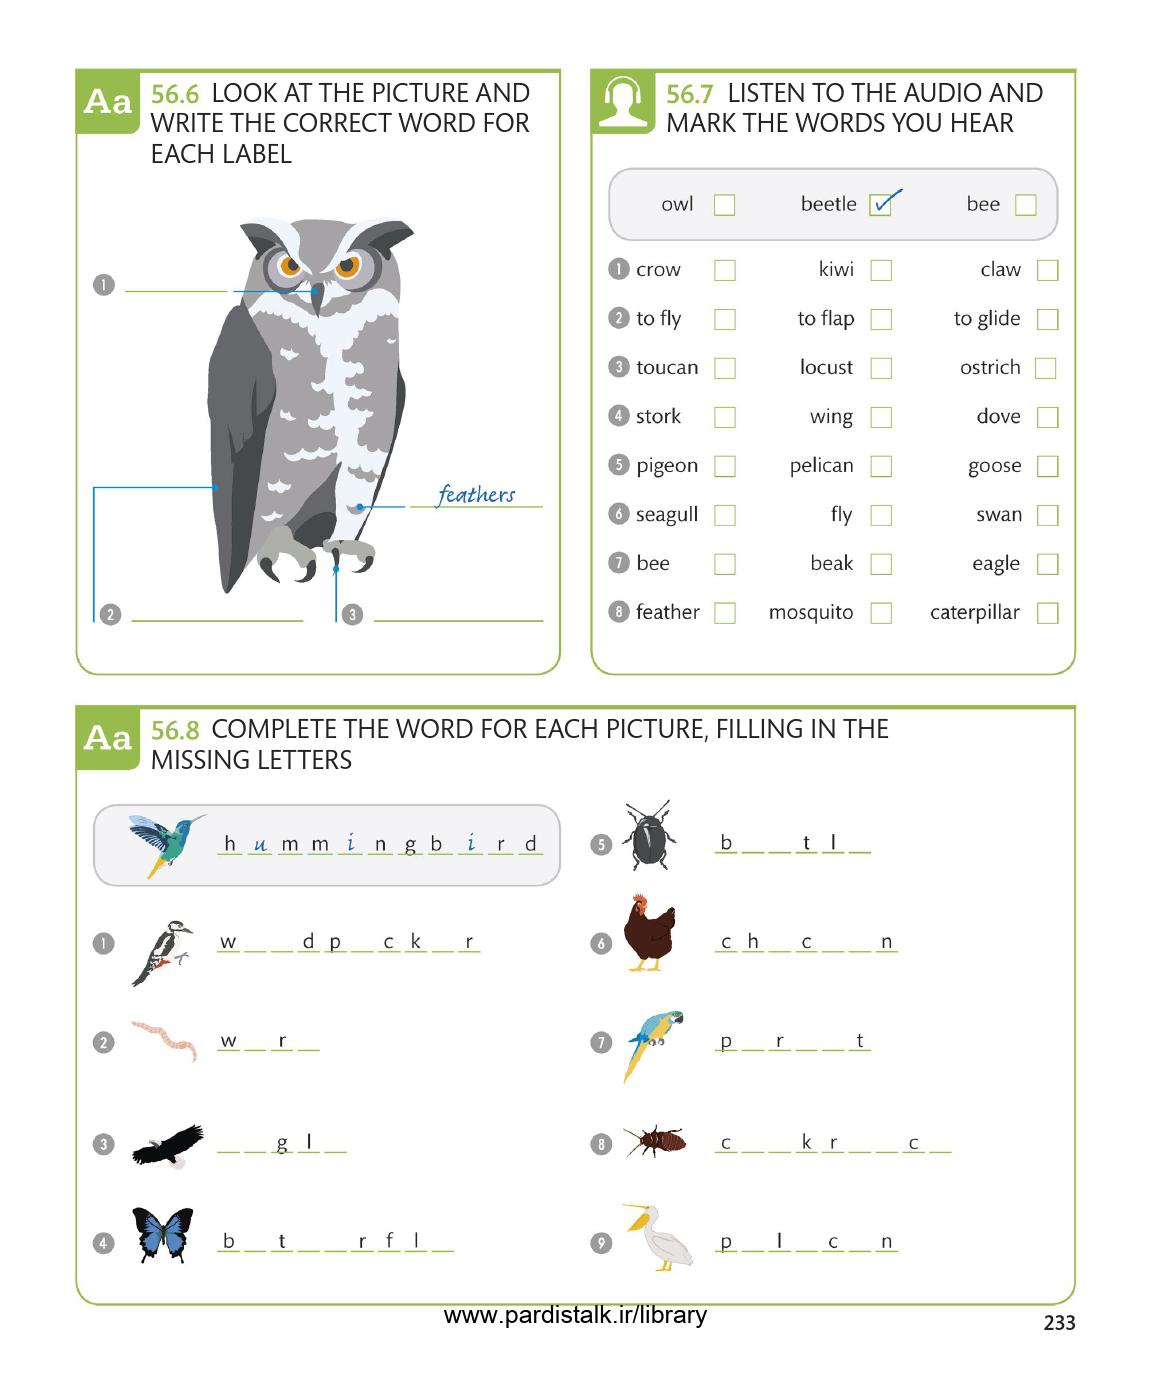 Aa 56.6 LOOK AT THE PICTURE AND
WRITE THE CORRECT WORD FOR
EACH LABEL
1
feathers
2
3
56.7 LISTEN TO THE AUDIO AND
MARK THE WORDS YOU HEAR
owl beetle ✓ bee
1 crow kiwi claw
2 to fly to flap to glide
3 toucan locust ostrich
4 stork wing dove
5 pigeon pelican goose
6 seagull fly swan
7 bee beak eagle
8 feather mosquito caterpillar
Aa 56.8 COMPLETE THE WORD FOR EACH PICTURE, FILLING IN THE
MISSING LETTERS
h u m m i n g b i r d
1 w _ _ d p _ c k _ r
2 w _ r _
3 _ _ g l _
4 b _ t _ _ r f l _
5 b _ _ t l _
6 c h _ c _ _ n
7 p _ r _ _ t
8 c _ _ k r _ _ c _
9 p _ l _ c _ n
www.pardistalk.ir/library
233